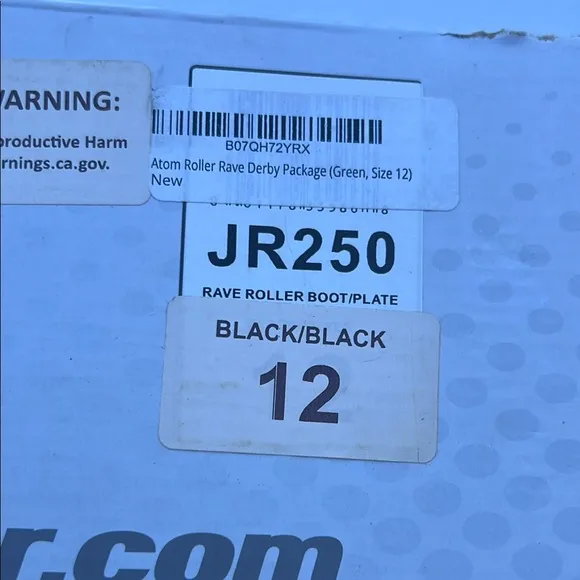 ARNING:
productive Harm
rnings.ca.gov.
B07QH72YRX
Atom Roller Rave Derby Package (Green, Size 12)
New
JR250
RAVE ROLLER BOOT/PLATE
BLACK/BLACK
12
r.com